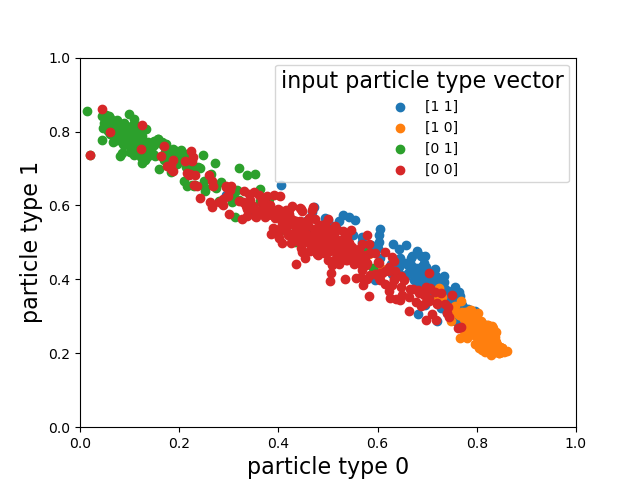 input particle type vector
[1 1]
[1 0]
[0 1]
[0 0]
particle type 1
1.0
0.8
0.6
0.4
0.2
0.0
0.0 0.2 0.4 0.6 0.8 1.0
particle type 0